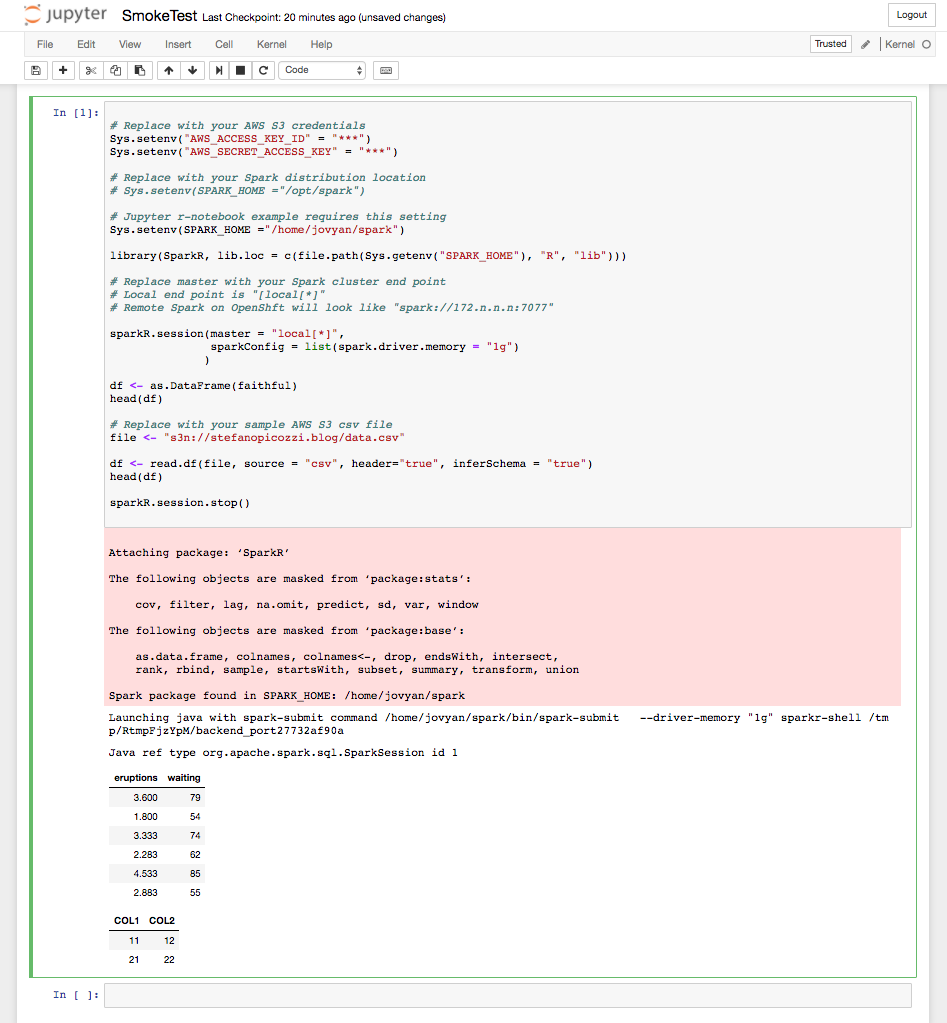 jupyter SmokeTest Last Checkpoint: 20 minutes ago (unsaved changes) Logout
File Edit View Insert Cell Kernel Help Trusted Kernel
Code
In [1]:
# Replace with your AWS S3 credentials
Sys.setenv("AWS_ACCESS_KEY_ID" = "***")
Sys.setenv("AWS_SECRET_ACCESS_KEY" = "***")
# Replace with your Spark distribution location
# Sys.setenv(SPARK_HOME ="/opt/spark")
# Jupyter r-notebook example requires this setting
Sys.setenv(SPARK_HOME ="/home/jovyan/spark")
library(SparkR, lib.loc = c(file.path(Sys.getenv("SPARK_HOME"), "R", "lib")))
# Replace master with your Spark cluster end point
# Local end point is "[local[*]"
# Remote Spark on OpenShft will look like "spark://172.n.n.n:7077"
sparkR.session(master = "local[*]",
sparkConfig = list(spark.driver.memory = "1g")
)
df <- as.DataFrame(faithful)
head(df)
# Replace with your sample AWS S3 csv file
file <- "s3n://stefanopicozzi.blog/data.csv"
df <- read.df(file, source = "csv", header="true", inferSchema = "true")
head(df)
sparkR.session.stop()
Attaching package: ‘SparkR’
The following objects are masked from ‘package:stats’:
cov, filter, lag, na.omit, predict, sd, var, window
The following objects are masked from ‘package:base’:
as.data.frame, colnames, colnames<-, drop, endsWith, intersect,
rank, rbind, sample, startsWith, subset, summary, transform, union
Spark package found in SPARK_HOME: /home/jovyan/spark
Launching java with spark-submit command /home/jovyan/spark/bin/spark-submit --driver-memory "1g" sparkr-shell /tm
p/RtmpFjzYpM/backend_port27732af90a
Java ref type org.apache.spark.sql.SparkSession id 1
eruptions waiting
3.600 79
1.800 54
3.333 74
2.283 62
4.533 85
2.883 55
COL1 COL2
11 12
21 22
In [ ]: